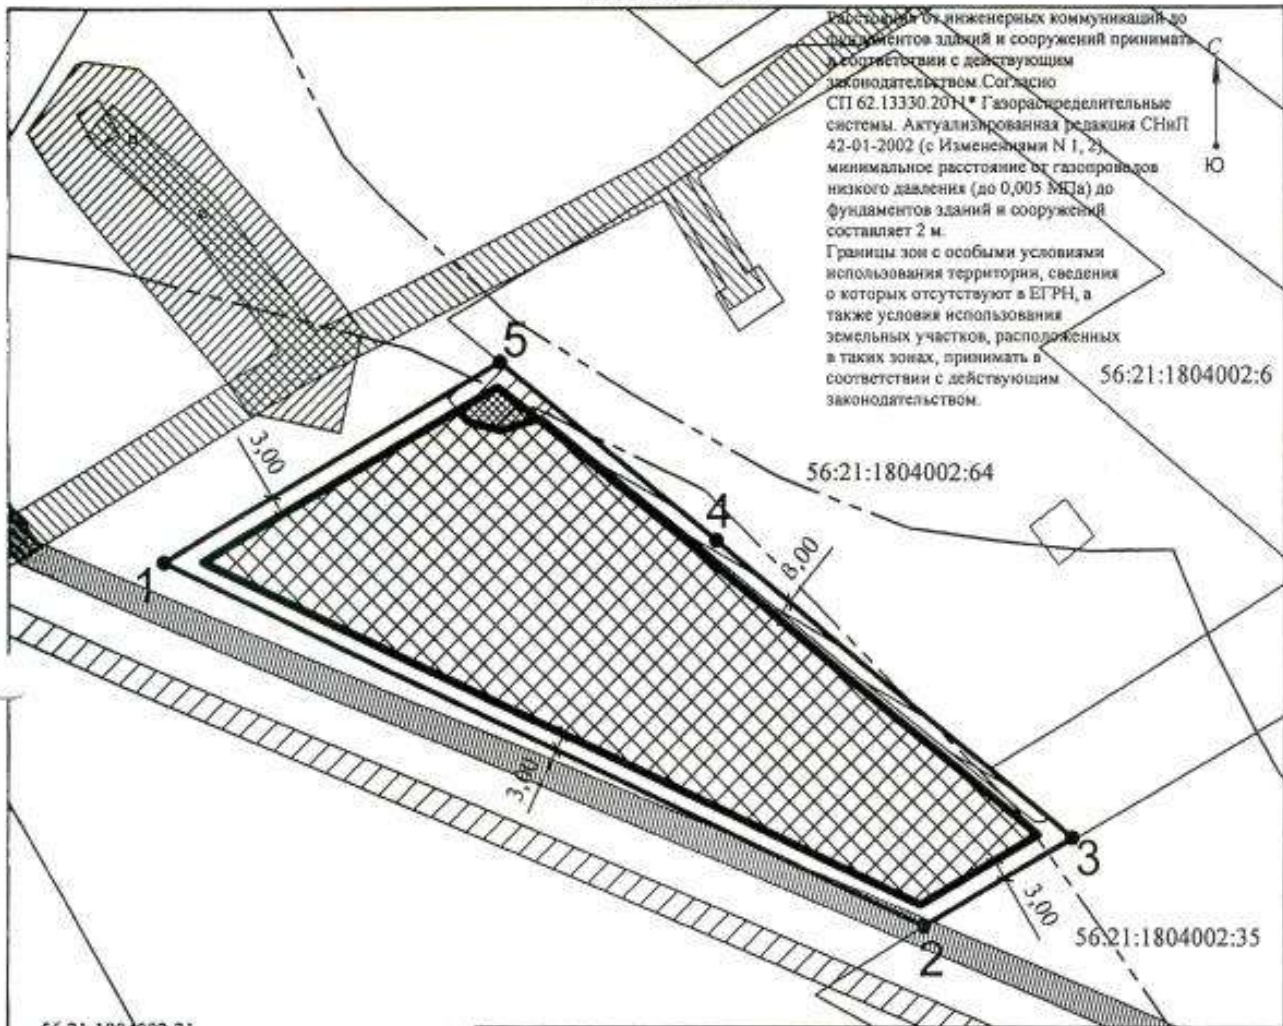 Расстояния от инженерных коммуникаций до
фундаментов зданий и сооружений принимать
в соответствии с действующим
законодательством.Согласно
СП 62.13330.2011* Газораспределительные
системы. Актуализированная редакция СНиП
42-01-2002 (с Изменениями N 1, 2),
минимальное расстояние от газопроводов
низкого давления (до 0,005 МПа) до
фундаментов зданий и сооружений
составляет 2 м.
Границы зон с особыми условиями
использования территории, сведения
о которых отсутствуют в ЕГРН, а
также условия использования
земельных участков, расположенных
в таких зонах, принимать в
соответствии с действующим
законодательством.
С
Ю
5
56:21:1804002:6
3,00
56:21:1804002:64
4
3,00
1
3,00
3
3,00
2
56:21:1804002:35